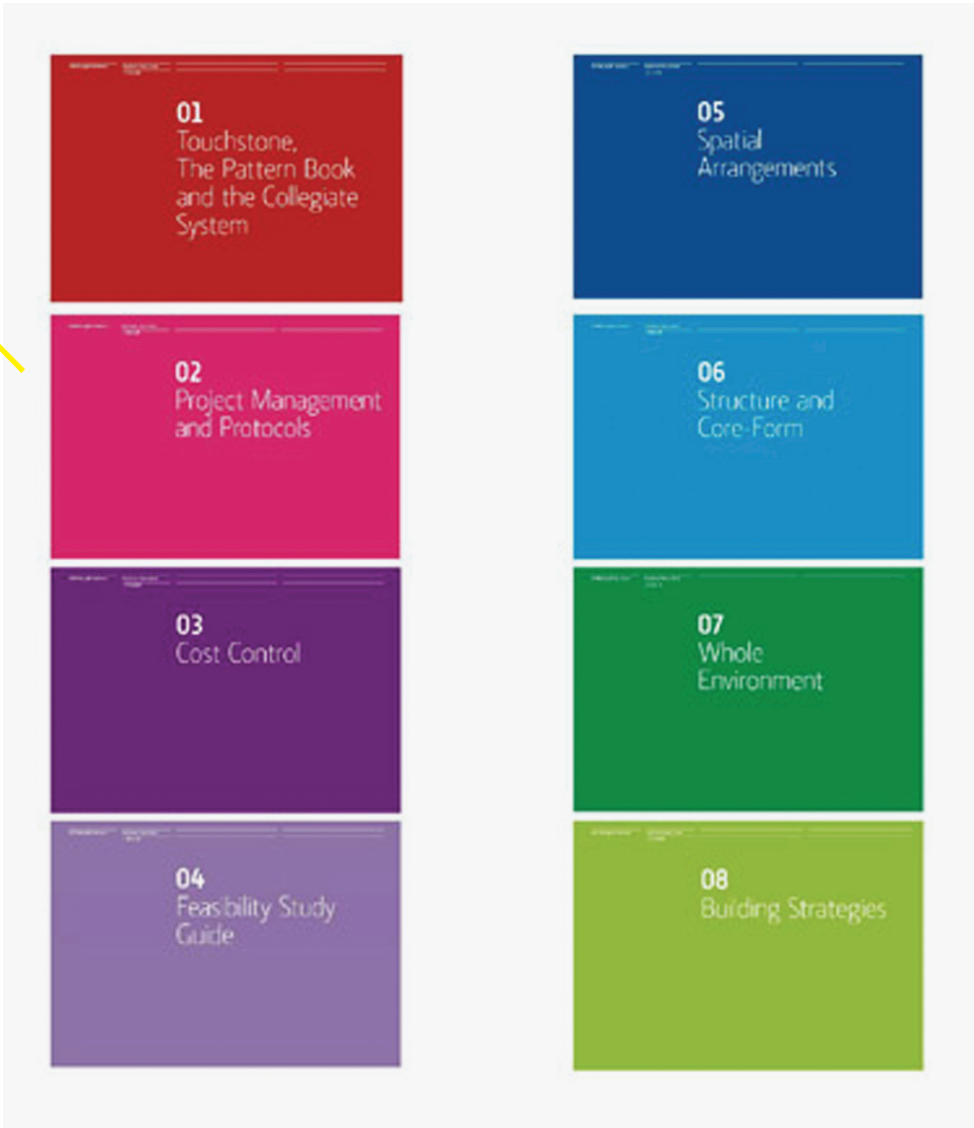 01
Touchstone,
The Pattern Book
and the Collegiate
System
02
Project Management
and Protocols
03
Cost Control
04
Feasibility Study
Guide
05
Spatial
Arrangements
06
Structure and
Core-Form
07
Whole
Environment
08
Building Strategies